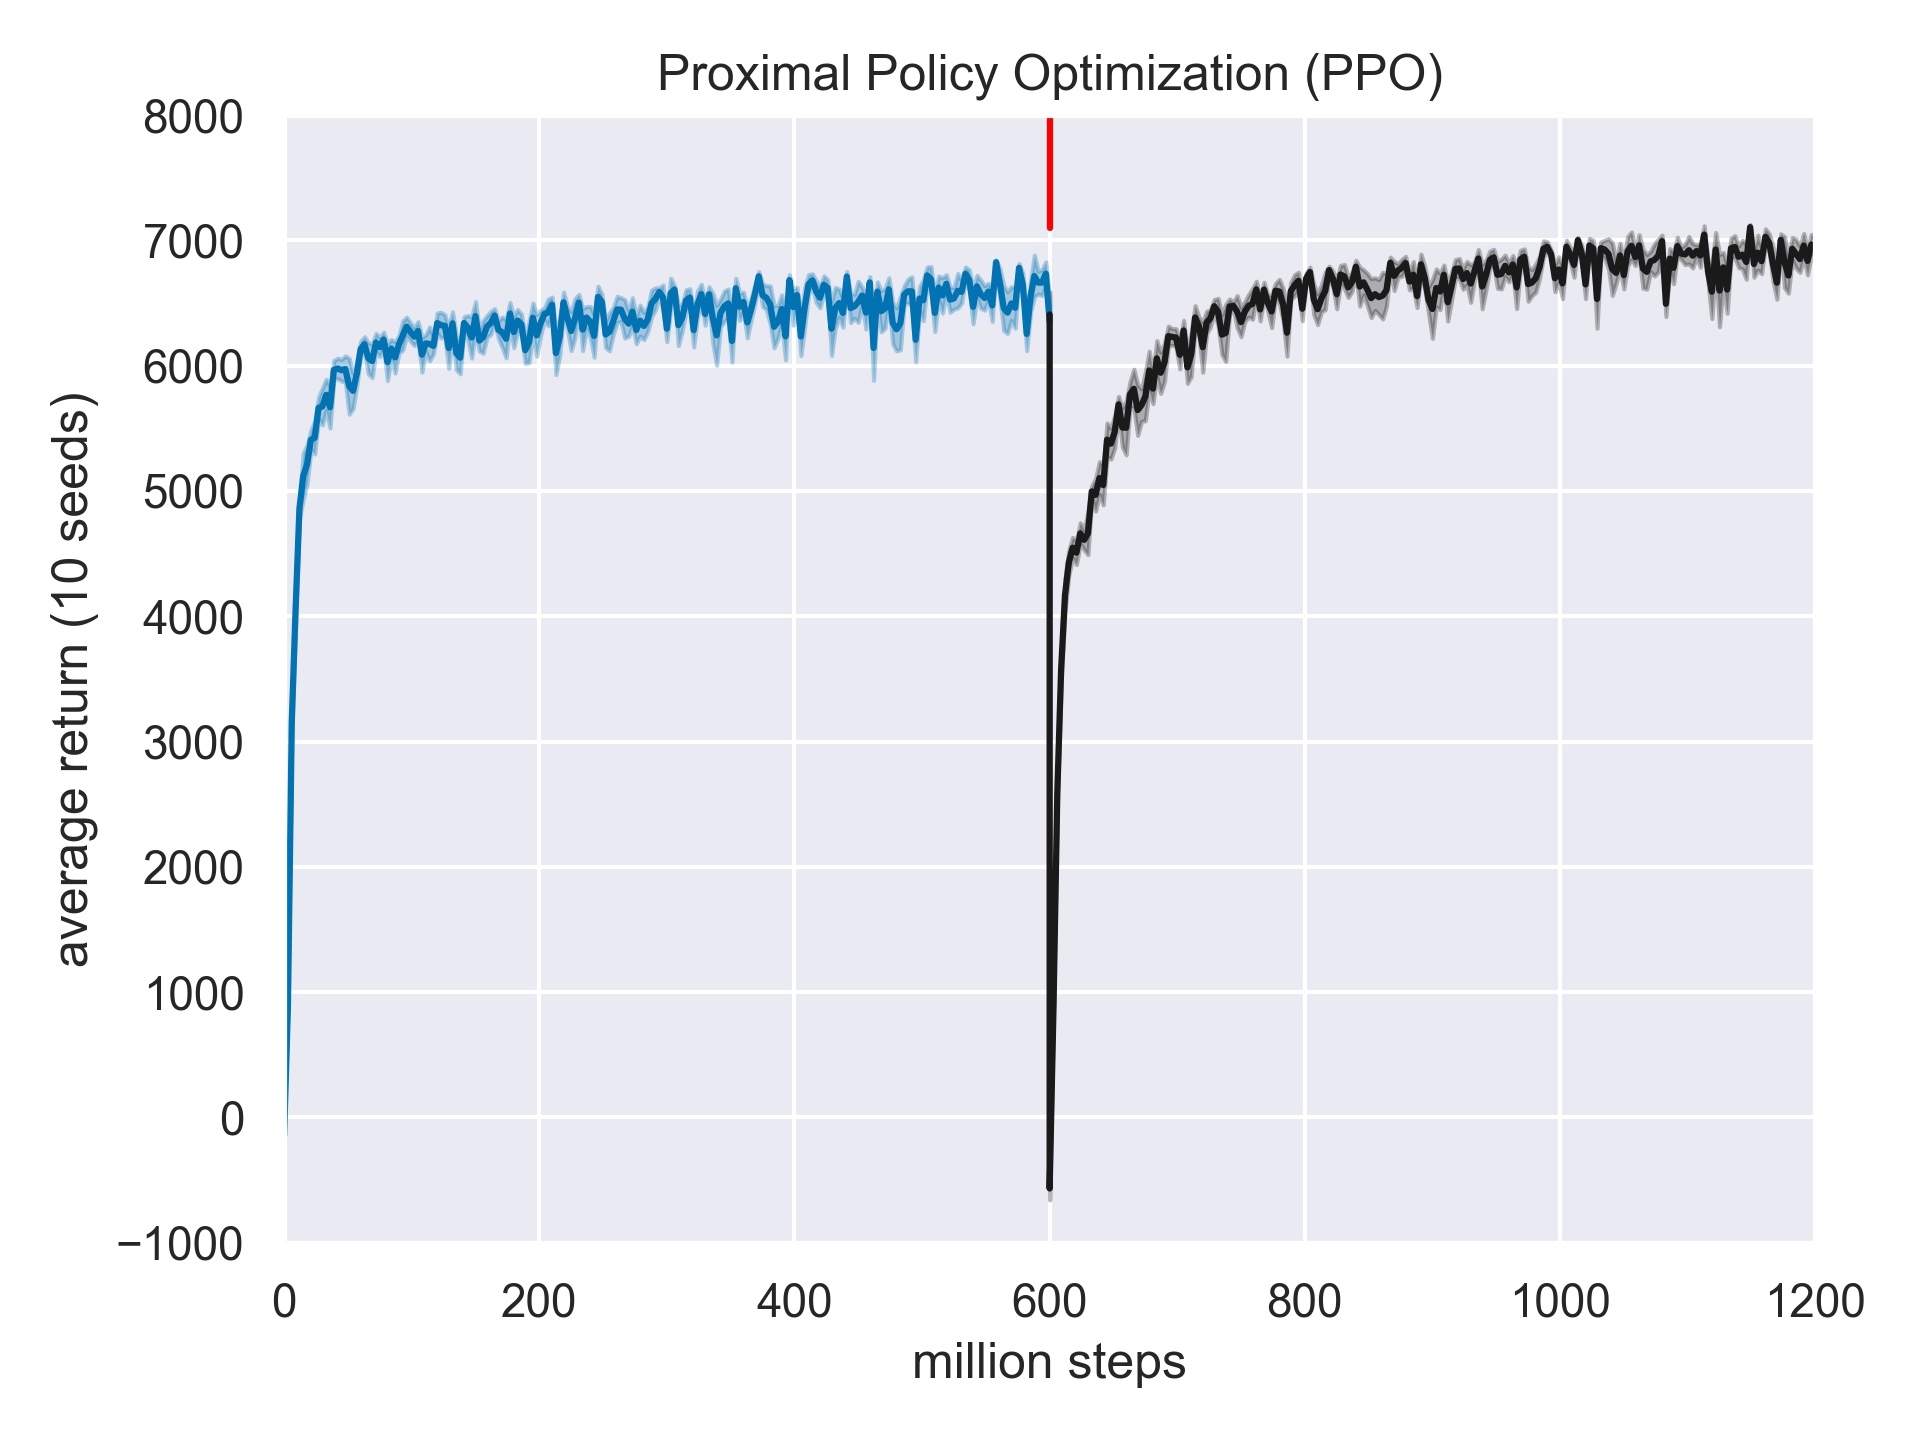 Proximal Policy Optimization (PPO)
8000
7000
6000
5000
4000
3000
2000
1000
0
−1000
average return (10 seeds)
0 200 400 600 800 1000 1200
million steps